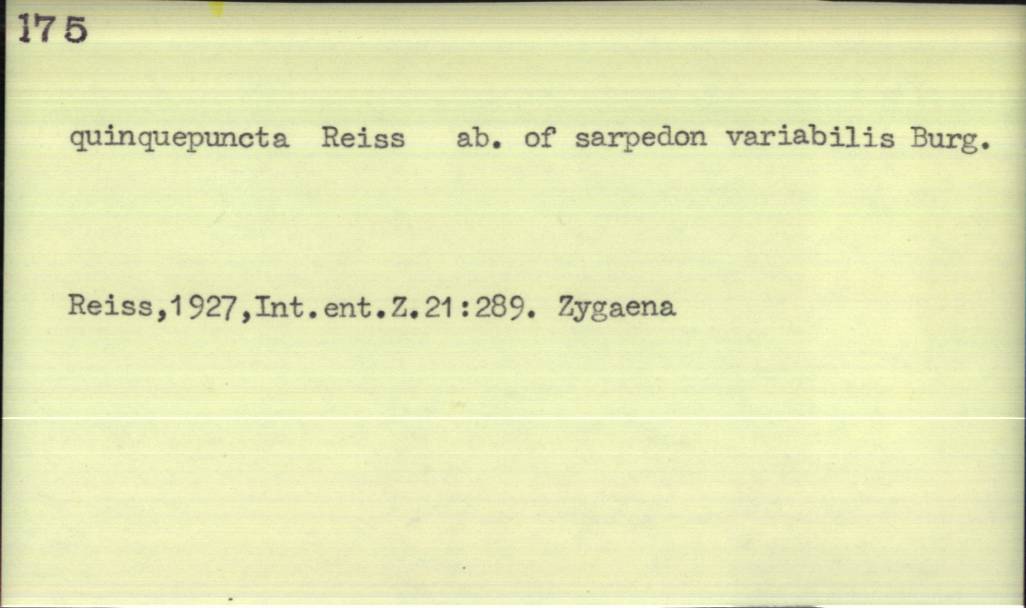 175
quinquepuncta Reiss ab. of sarpedon variabilis Burg.
Reiss,1927,Int.ent.Z.21:289. Zygaena